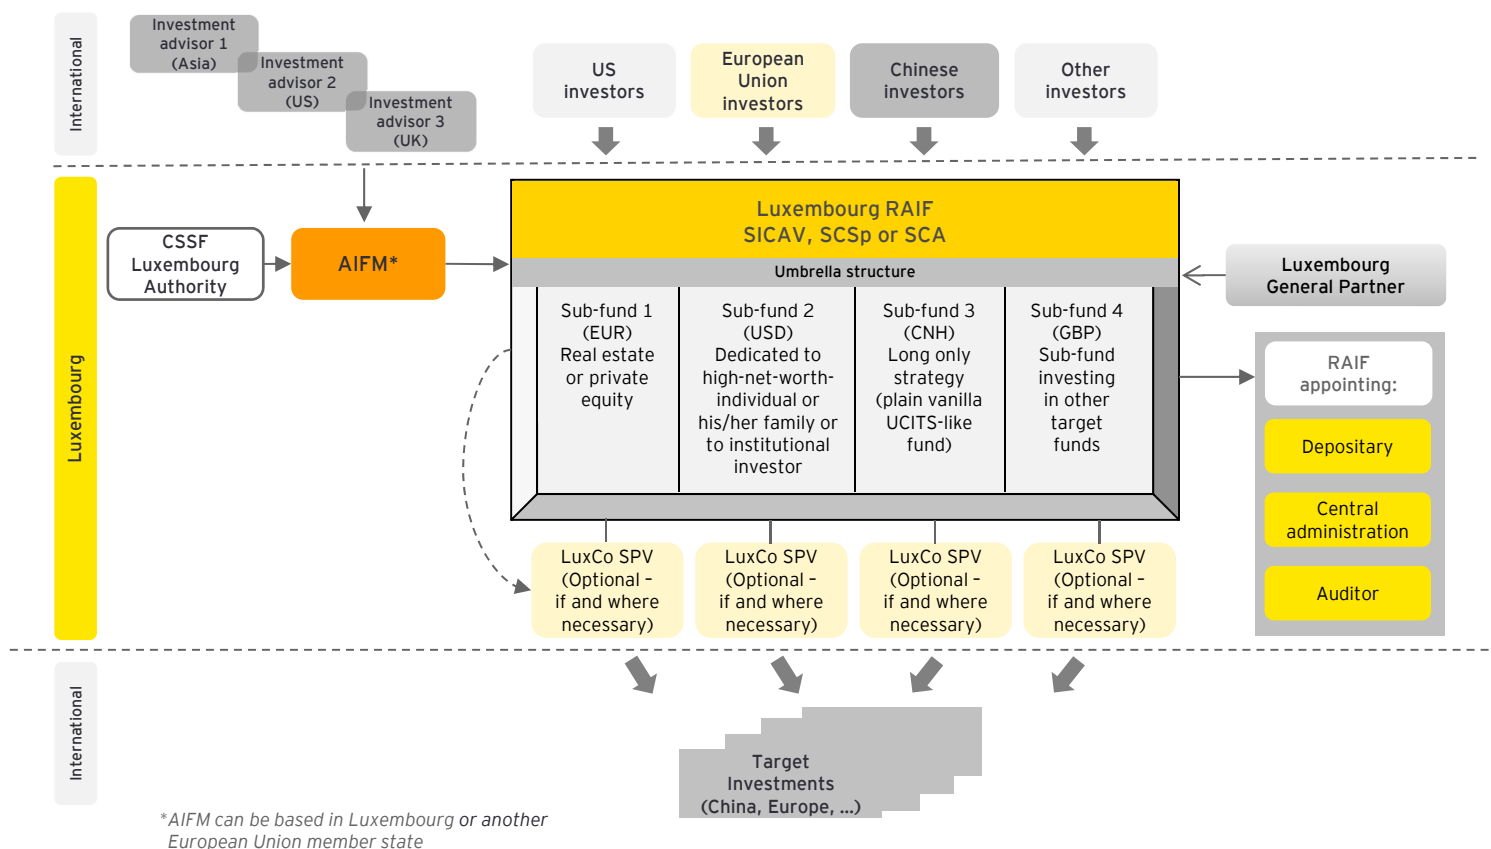 International
Investment
advisor 1
(Asia)
Investment
advisor 2
(US)
Investment
advisor 3
(UK)
US
investors
European
Union
investors
Chinese
investors
Other
investors
Luxembourg
CSSF
Luxembourg
Authority
AIFM*
Luxembourg RAIF
SICAV, SCSp or SCA
Umbrella structure
Sub-fund 1
(EUR)
Real estate
or private
equity
Sub-fund 2
(USD)
Dedicated to
high-net-worth-
individual or
his/her family or
to institutional
investor
Sub-fund 3
(CNH)
Long only
strategy
(plain vanilla
UCITS-like
fund)
Sub-fund 4
(GBP)
Sub-fund
investing
in other
target
funds
Luxembourg
General Partner
RAIF
appointing:
Depositary
Central
administration
Auditor
LuxCo SPV
(Optional –
if and where
necessary)
LuxCo SPV
(Optional –
if and where
necessary)
LuxCo SPV
(Optional –
if and where
necessary)
LuxCo SPV
(Optional –
if and where
necessary)
International
Target
Investments
(China, Europe, ...)
*AIFM can be based in Luxembourg or another
European Union member state